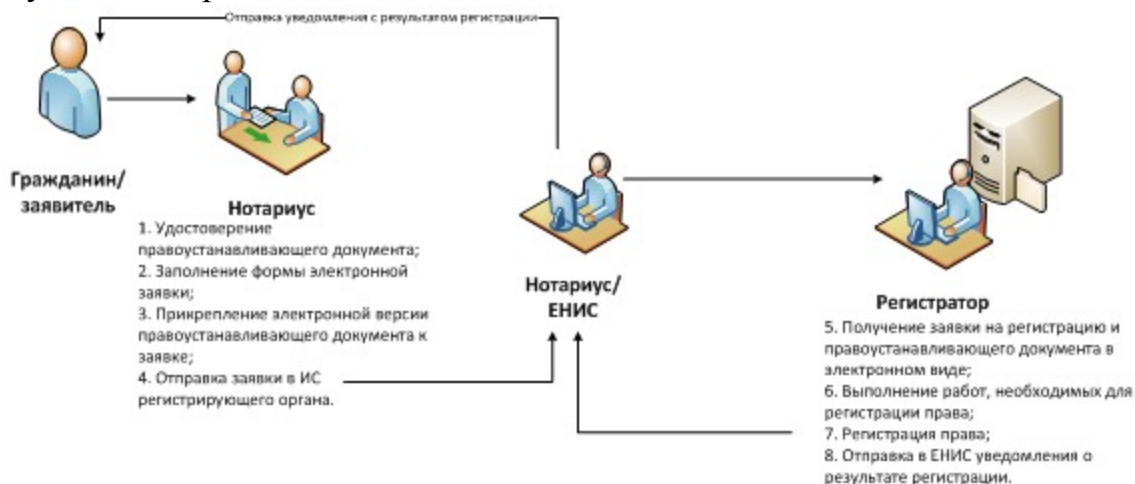 Отправка уведомления с результатом регистрации
Гражданин/
заявитель
Нотариус
1. Удостоверение
правоустанавливающего документа;
2. Заполнение формы электронной
заявки;
3. Прикрепление электронной версии
правоустанавливающего документа к
заявке;
4. Отправка заявки в ИС
регистрирующего органа.
Нотариус/
ЕНИС
Регистратор
5. Получение заявки на регистрацию и
правоустанавливающего документа в
электронном виде;
6. Выполнение работ, необходимых для
регистрации права;
7. Регистрация права;
8. Отправка в ЕНИС уведомления о
результате регистрации.